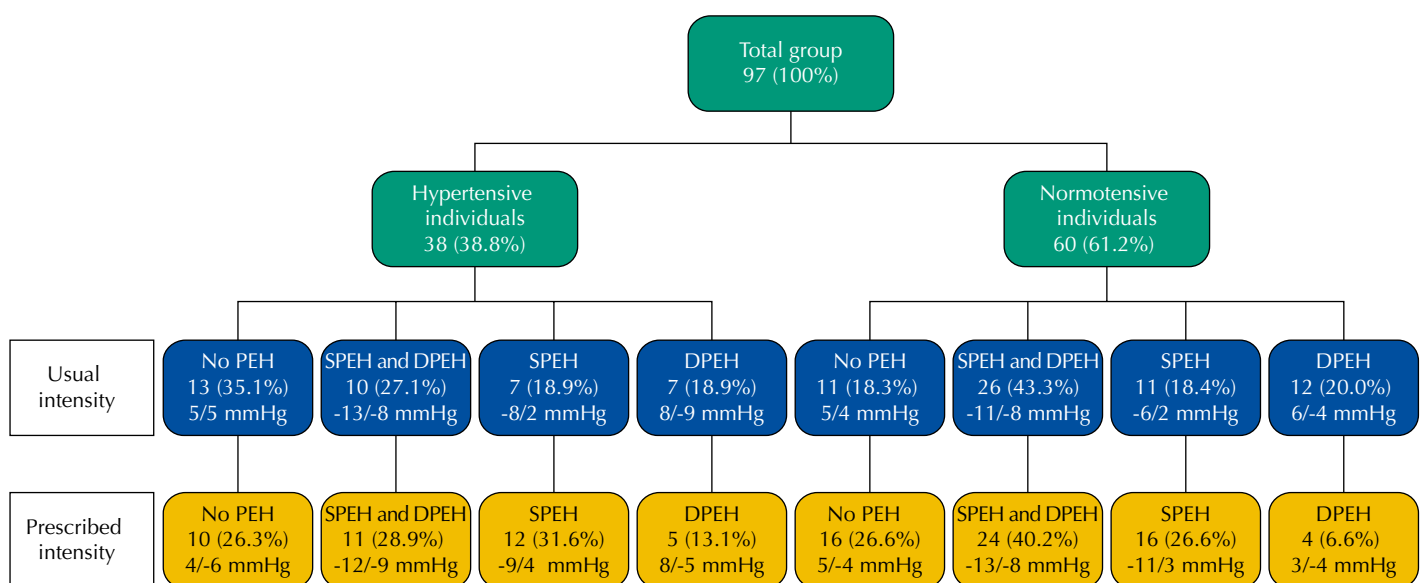 Total group
97 (100%)
Hypertensive
individuals
38 (38.8%)
Normotensive
individuals
60 (61.2%)
Usual
intensity
No PEH
13 (35.1%)
5/5 mmHg
SPEH and DPEH
10 (27.1%)
-13/-8 mmHg
SPEH
7 (18.9%)
-8/2 mmHg
DPEH
7 (18.9%)
8/-9 mmHg
No PEH
11 (18.3%)
5/4 mmHg
SPEH and DPEH
26 (43.3%)
-11/-8 mmHg
SPEH
11 (18.4%)
-6/2 mmHg
DPEH
12 (20.0%)
6/-4 mmHg
Prescribed
intensity
No PEH
10 (26.3%)
4/-6 mmHg
SPEH and DPEH
11 (28.9%)
-12/-9 mmHg
SPEH
12 (31.6%)
-9/4 mmHg
DPEH
5 (13.1%)
8/-5 mmHg
No PEH
16 (26.6%)
5/-4 mmHg
SPEH and DPEH
24 (40.2%)
-13/-8 mmHg
SPEH
16 (26.6%)
-11/3 mmHg
DPEH
4 (6.6%)
3/-4 mmHg